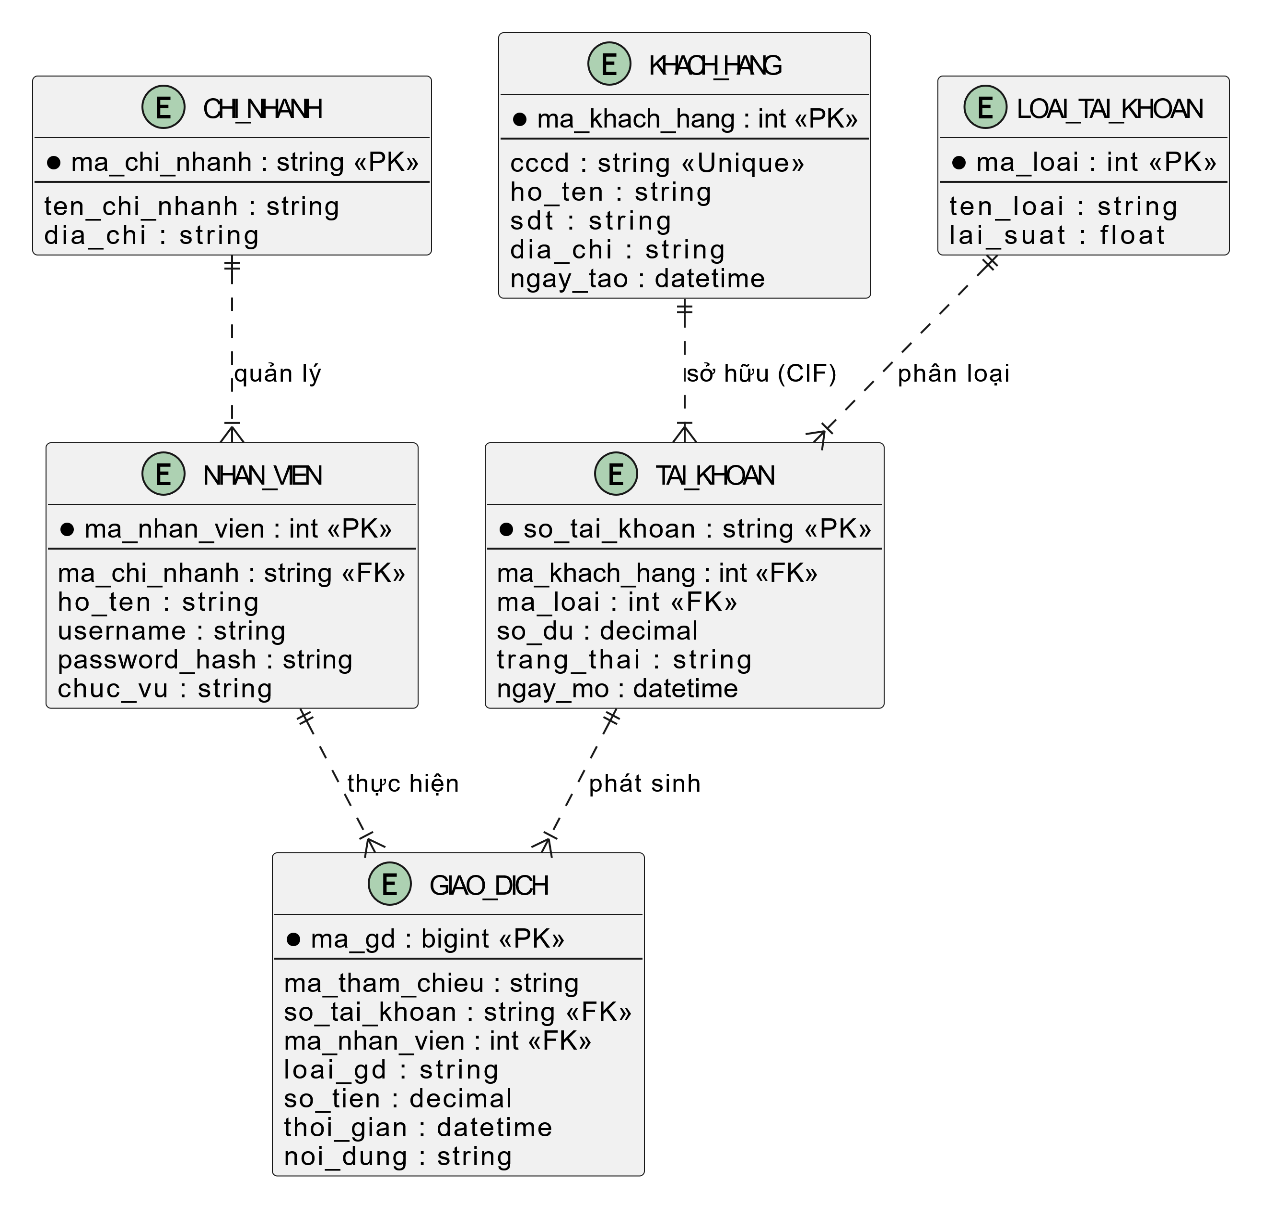 E CHI_NHANH
ma_chi_nhanh : string «PK»
ten_chi_nhanh : string
dia_chi : string
E KHACH_HANG
ma_khach_hang : int «PK»
cccd : string «Unique»
ho_ten : string
sdt : string
dia_chi : string
ngay_tao : datetime
E LOAI_TAI_KHOAN
ma_loai : int «PK»
ten_loai : string
lai_suat : float
quản lý
sở hữu (CIF)
phân loại
E NHAN_VIEN
ma_nhan_vien : int «PK»
ma_chi_nhanh : string «FK»
ho_ten : string
username : string
password_hash : string
chuc_vu : string
E TAI_KHOAN
so_tai_khoan : string «PK»
ma_khach_hang : int «FK»
ma_loai : int «FK»
so_du : decimal
trang_thai : string
ngay_mo : datetime
thực hiện
phát sinh
E GIAO_DICH
ma_gd : bigint «PK»
ma_tham_chieu : string
so_tai_khoan : string «FK»
ma_nhan_vien : int «FK»
loai_gd : string
so_tien : decimal
thoi_gian : datetime
noi_dung : string